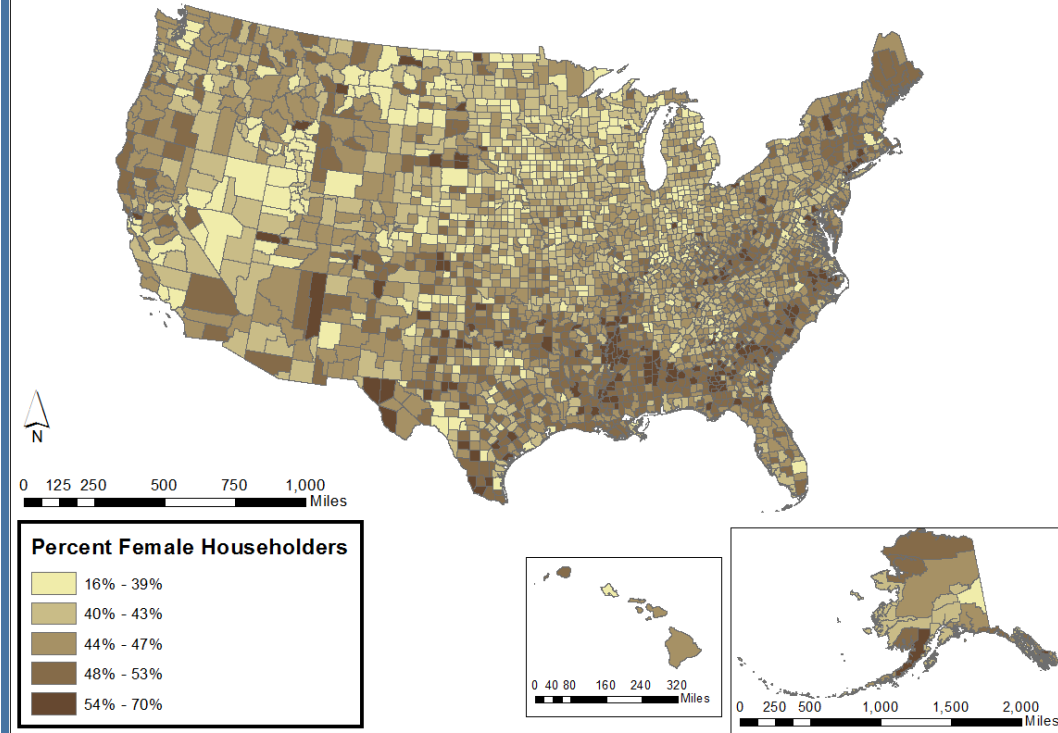 N
0 125 250 500 750 1,000
Miles
Percent Female Householders
16% - 39%
40% - 43%
44% - 47%
48% - 53%
54% - 70%
0 40 80 160 240 320
Miles
0 250 500 1,000 1,500 2,000
Miles